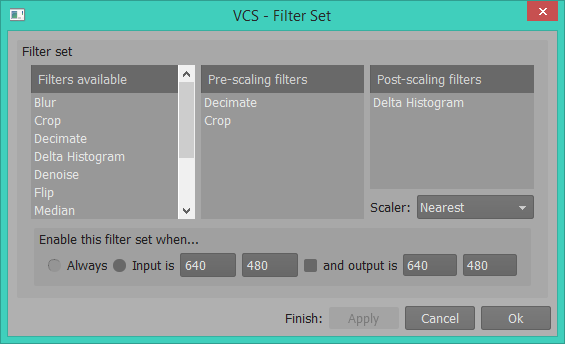 VCS - Filter Set
Filter set
Filters available
Blur
Crop
Decimate
Delta Histogram
Denoise
Flip
Median
Pre-scaling filters
Decimate
Crop
Post-scaling filters
Delta Histogram
Scaler: Nearest
Enable this filter set when...
Always Input is 640 480 and output is 640 480
Finish: Apply Cancel Ok